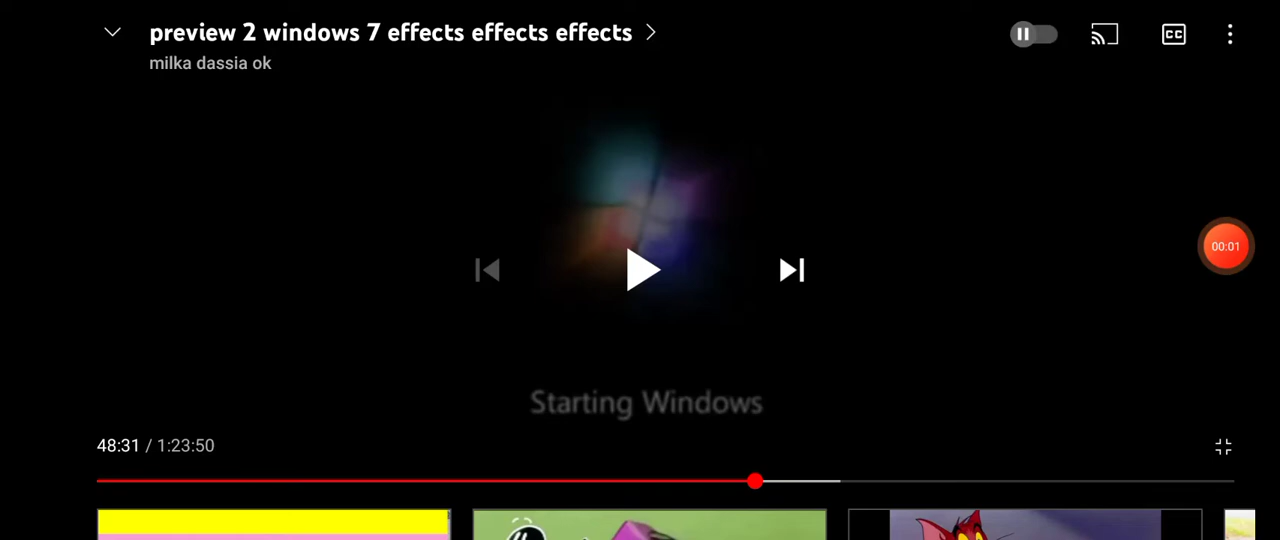 preview 2 windows 7 effects effects effects
milka dassia ok
CC
00:01
Starting Windows
48:31 / 1:23:50